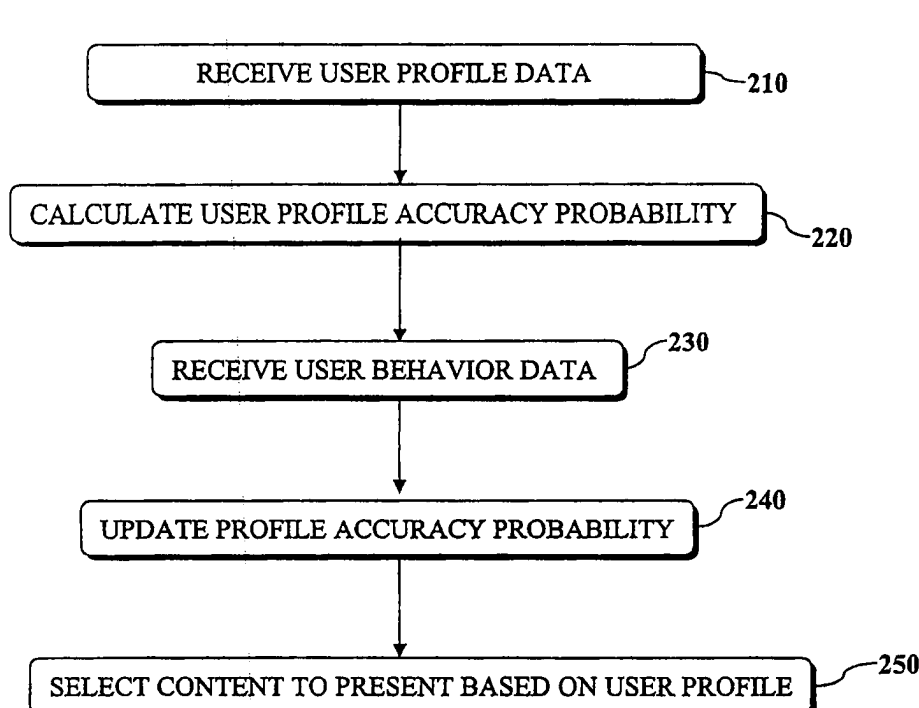 RECEIVE USER PROFILE DATA
210
CALCULATE USER PROFILE ACCURACY PROBABILITY
220
RECEIVE USER BEHAVIOR DATA
230
UPDATE PROFILE ACCURACY PROBABILITY
240
SELECT CONTENT TO PRESENT BASED ON USER PROFILE
250